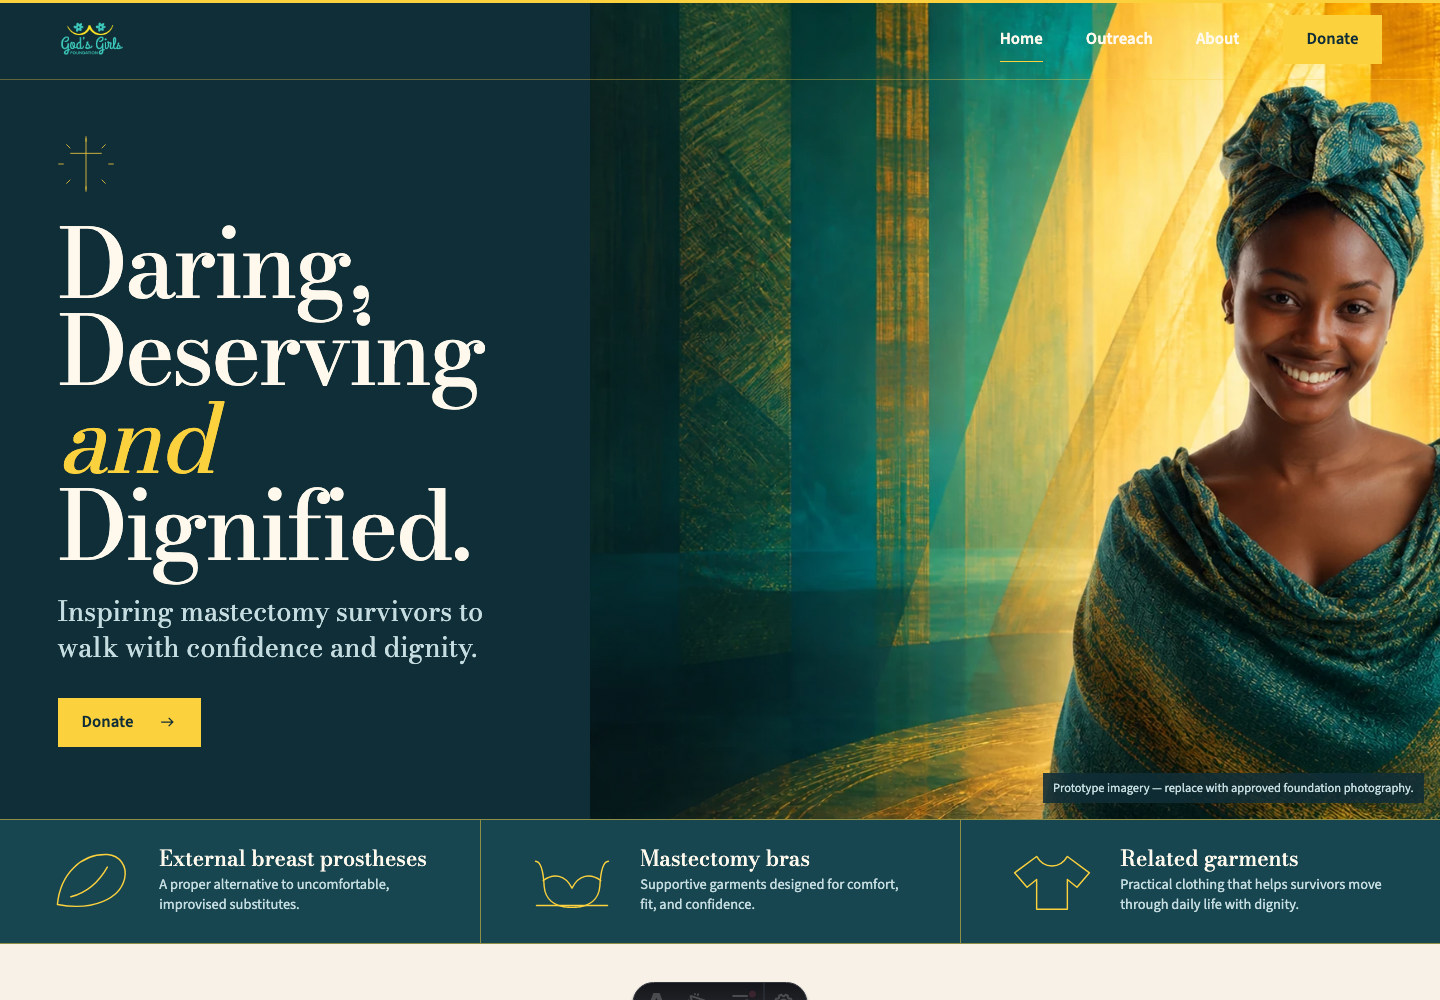 God's Girls
FOUNDATION
Home
Outreach
About
Donate
Daring,
Deserving
and
Dignified.
Inspiring mastectomy survivors to
walk with confidence and dignity.
Donate →
Prototype imagery — replace with approved foundation photography.
External breast prostheses
A proper alternative to uncomfortable,
improvised substitutes.
Mastectomy bras
Supportive garments designed for comfort,
fit, and confidence.
Related garments
Practical clothing that helps survivors move
through daily life with dignity.